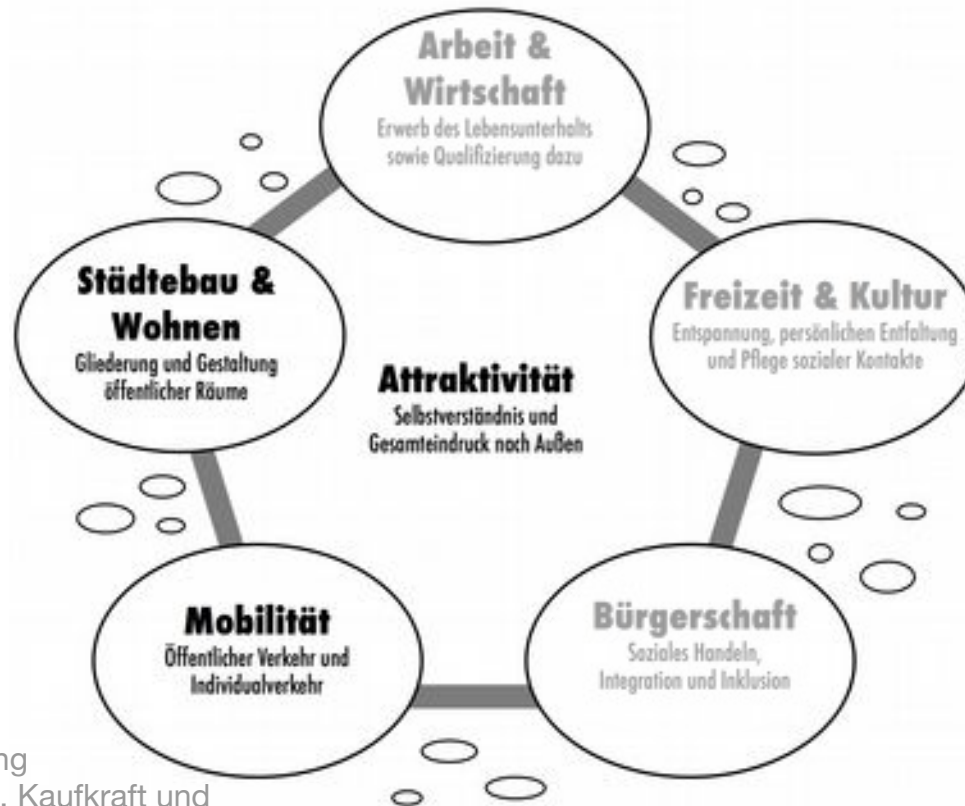 Arbeit &
Wirtschaft
Erwerb des Lebensunterhalts
sowie Qualifizierung dazu
Städtebau &
Wohnen
Gliederung und Gestaltung
öffentlicher Räume
Freizeit & Kultur
Entspannung, persönlichen Entfaltung
und Pflege sozialer Kontakte
Attraktivität
Selbstverständnis und
Gesamteindruck nach Außen
Mobilität
Öffentlicher Verkehr und
Individualverkehr
Bürgerschaft
Soziales Handeln,
Integration und Inklusion
Kaufkraft und